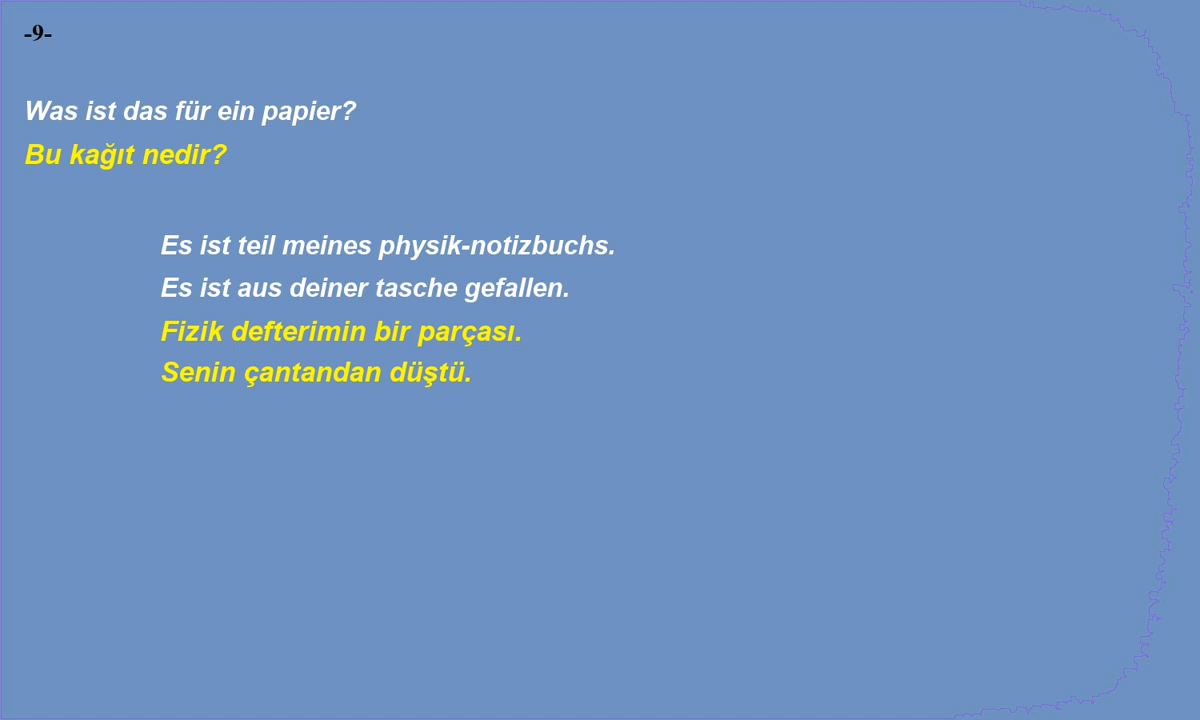 -9-
Was ist das für ein papier?
Bu kağıt nedir?
Es ist teil meines physik-notizbuchs.
Es ist aus deiner tasche gefallen.
Fizik defterimin bir parçası.
Senin çantandan düştü.